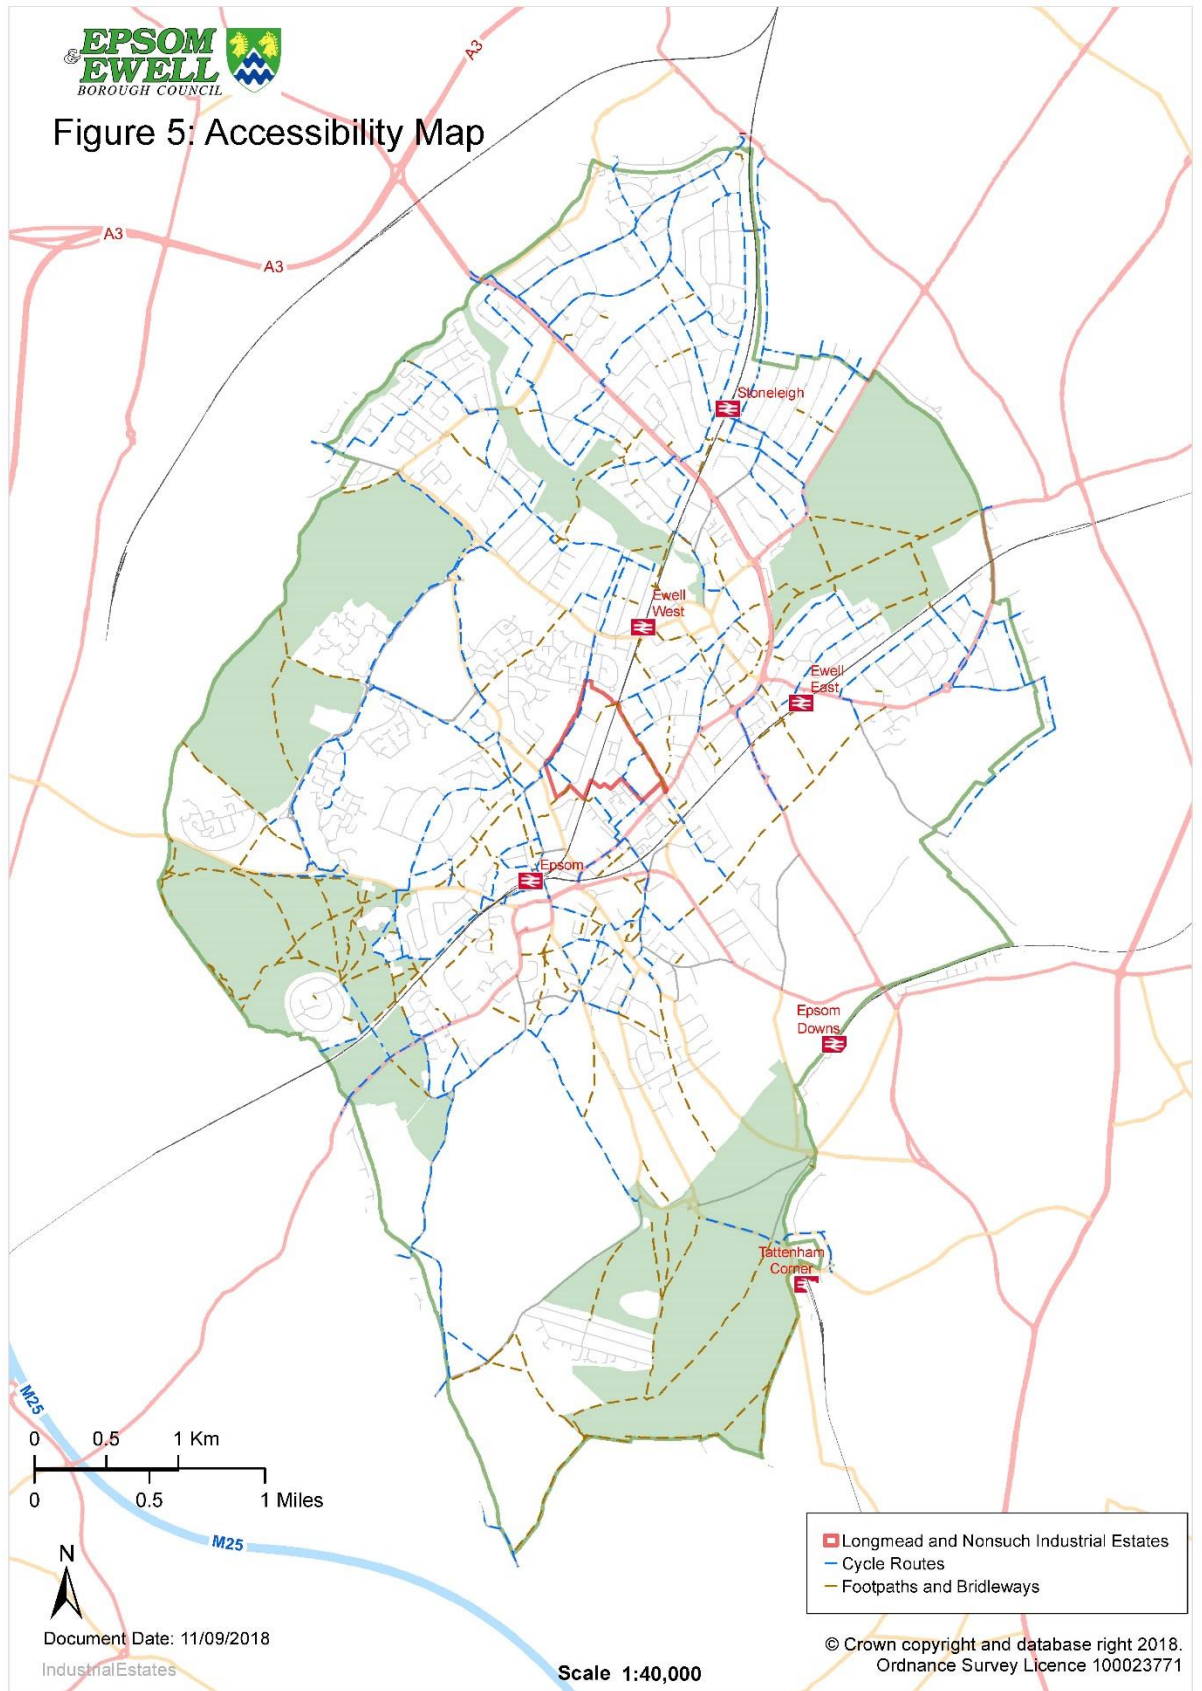 EPSOM
& EWELL
BOROUGH COUNCIL
Figure 5: Accessibility Map
A3
A3
A3
Stoneleigh
Ewell
West
Ewell
East
Epsom
Epsom
Downs
Tattenham
Corner
M25
M25
0 0.5 1 Km
0 0.5 1 Miles
N
Document Date: 11/09/2018
IndustrialEstates
Scale 1:40,000
Longmead and Nonsuch Industrial Estates
Cycle Routes
Footpaths and Bridleways
© Crown copyright and database right 2018.
Ordnance Survey Licence 100023771